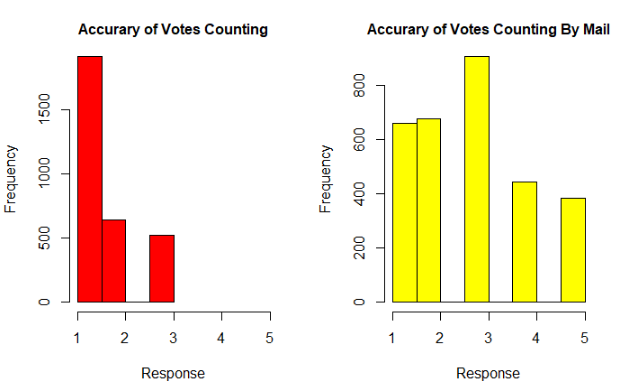 Accurary of Votes Counting
Frequency
0 500 1000 1500
1 2 3 4 5
Response
Accurary of Votes Counting By Mail
Frequency
0 200 400 600 800
1 2 3 4 5
Response